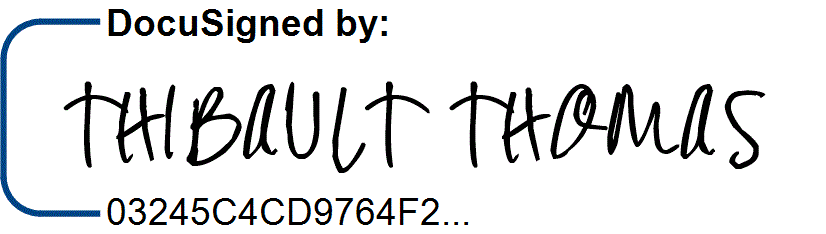 DocuSigned by:
THIBAULT THOMAS
03245C4CD9764F2...